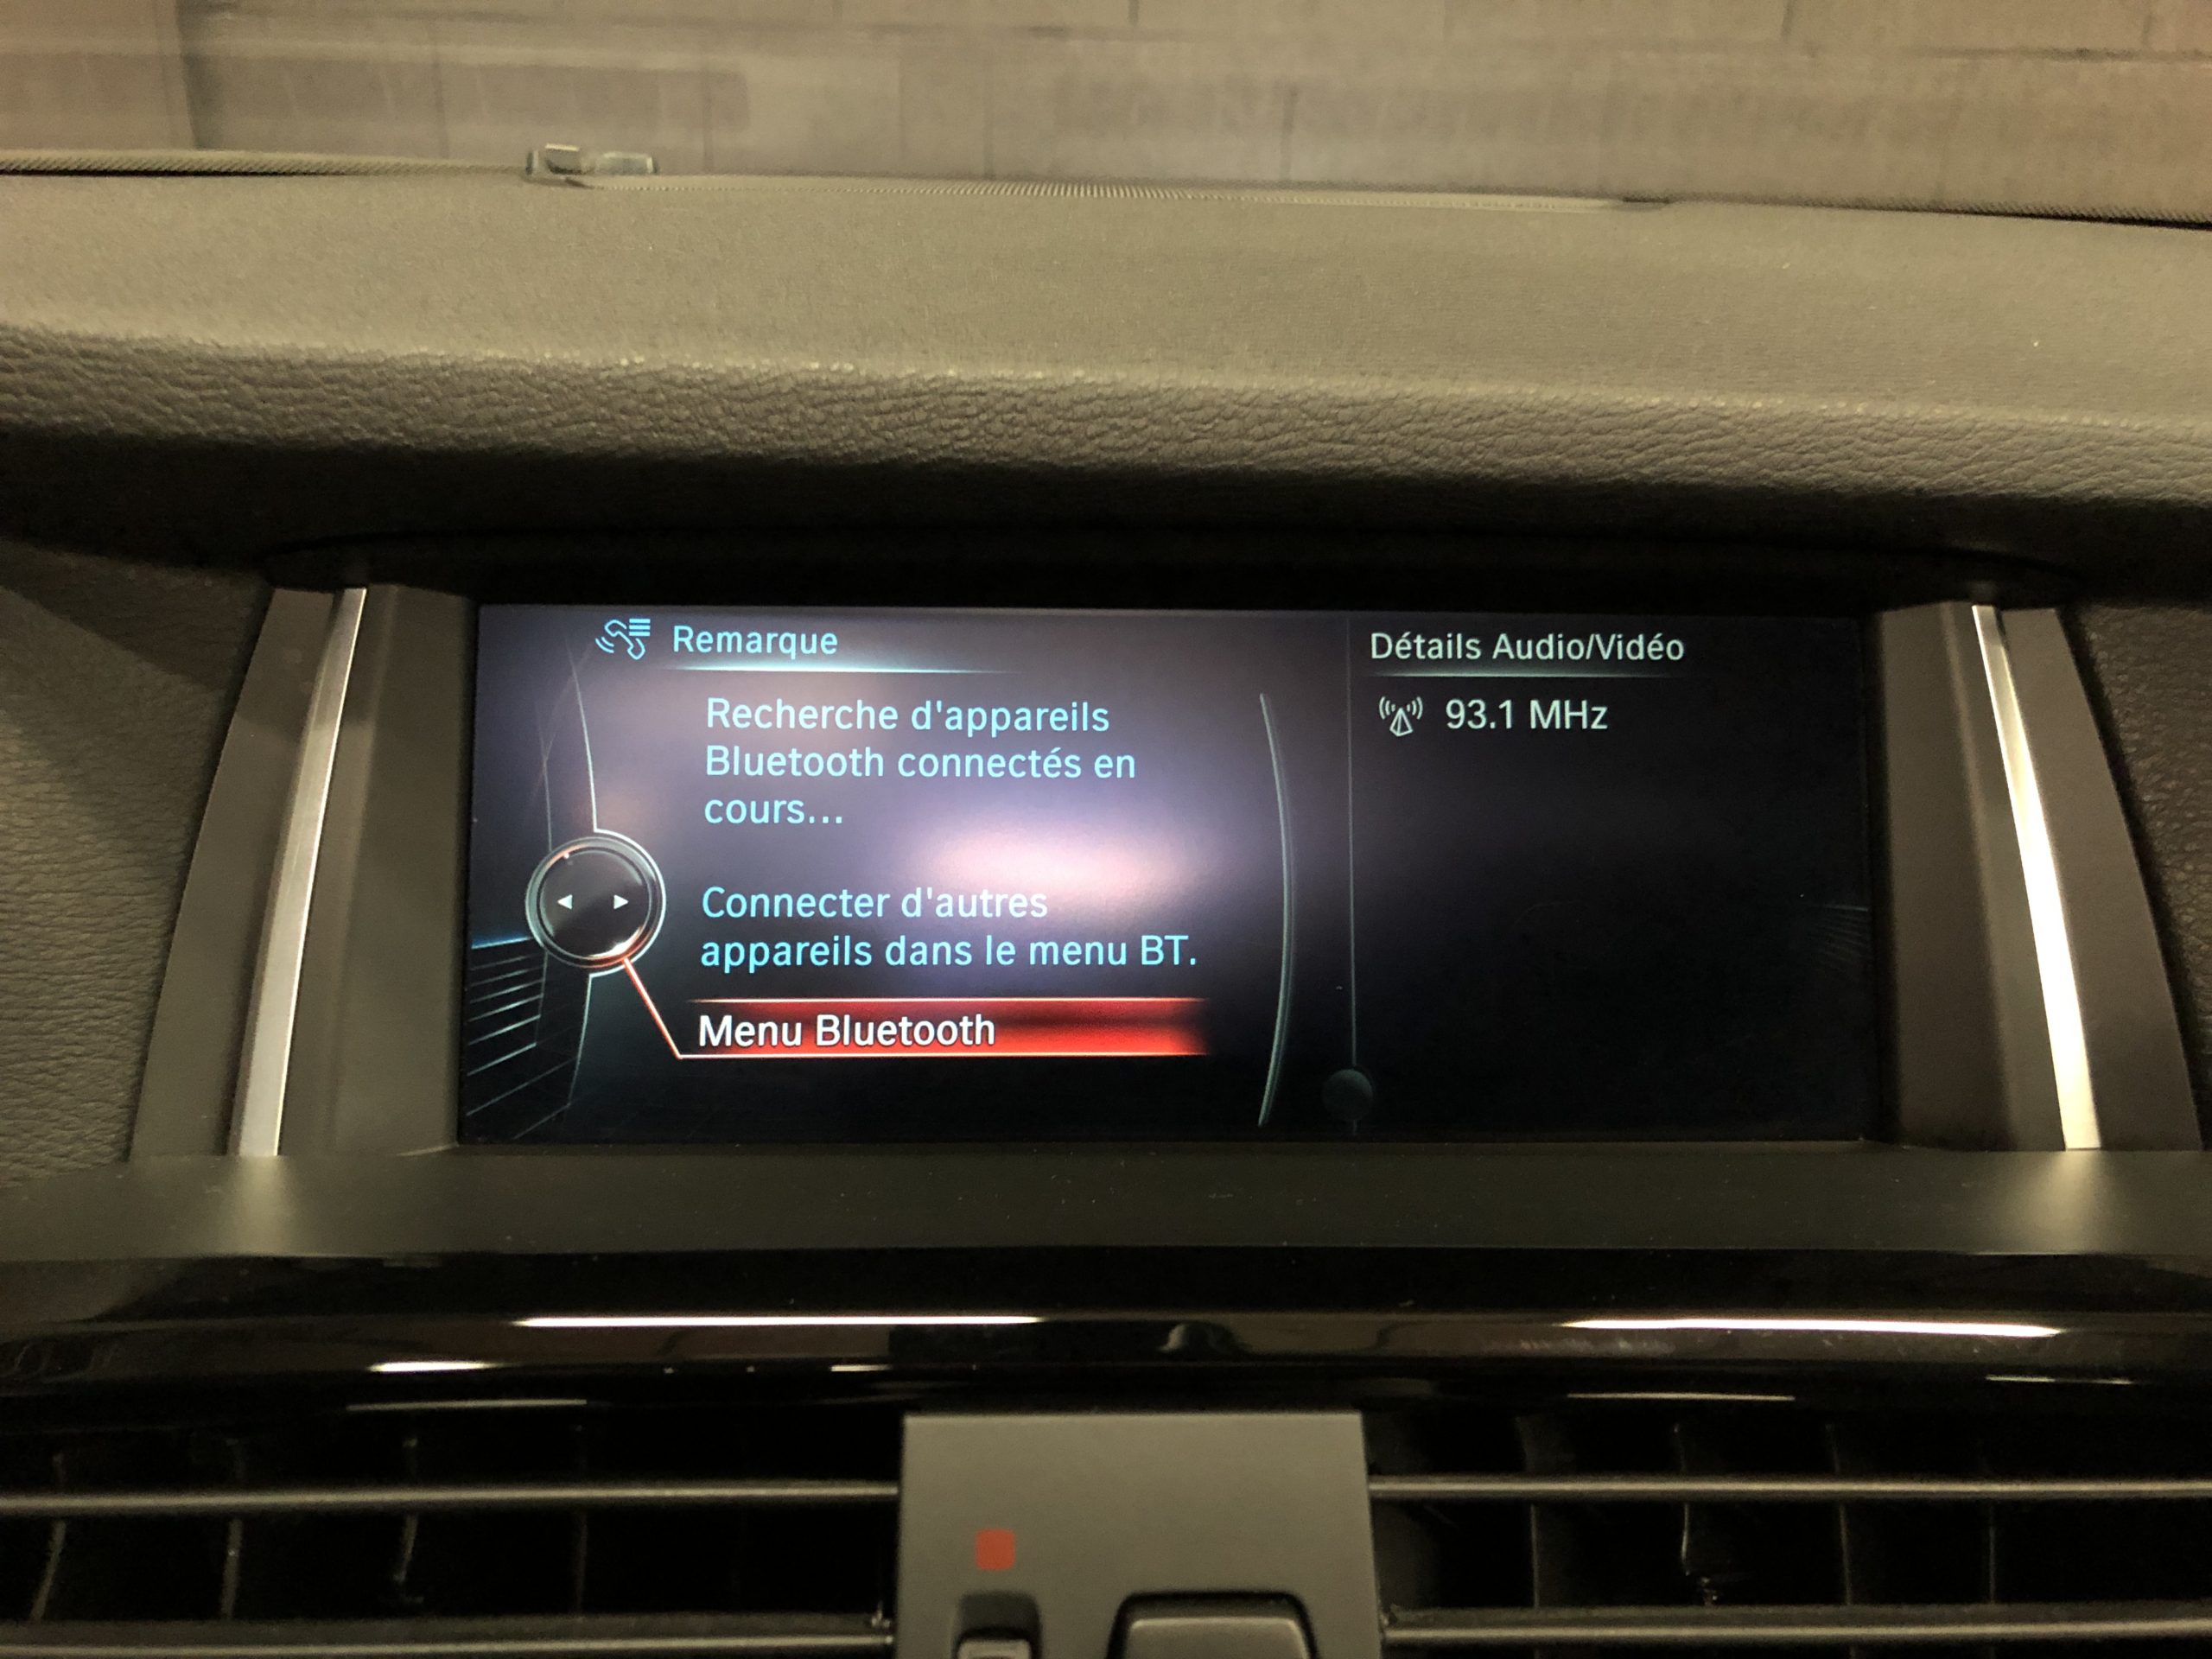 Remarque
Recherche d'appareils
Bluetooth connectés en
cours...
Connecter d'autres
appareils dans le menu BT.
Menu Bluetooth
Détails Audio/Vidéo
93.1 MHz